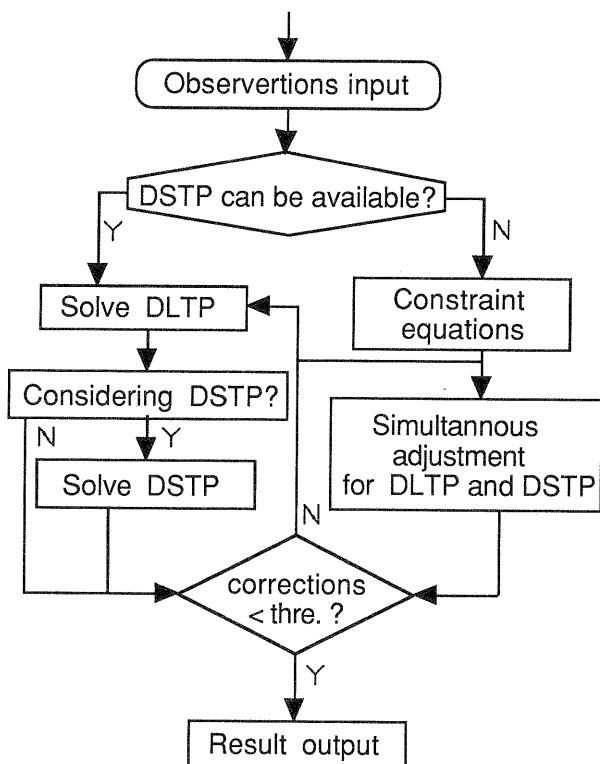 Observertions input
DSTP can be available?
Y
N
Solve DLTP
Constraint
equations
Considering DSTP?
N
Y
Simultannous
adjustment
for DLTP and DSTP
Solve DSTP
N
corrections
< thre. ?
Y
Result output